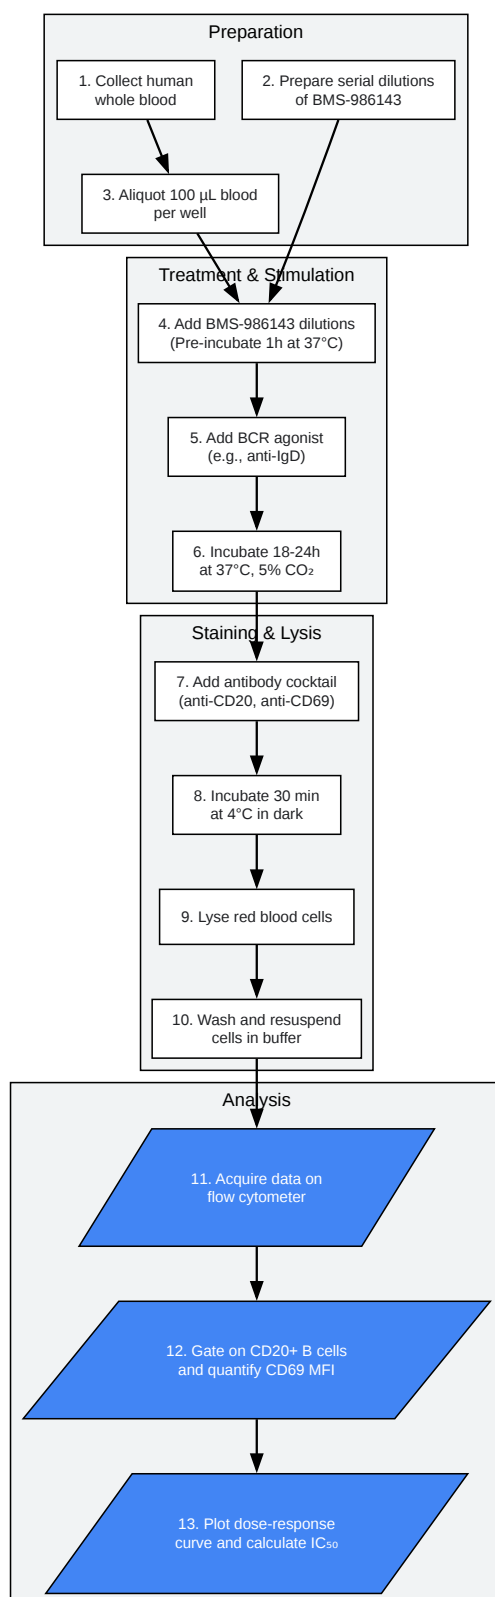 Preparation
1. Collect human
whole blood
2. Prepare serial dilutions
of BMS-986143
3. Aliquot 100 µL blood
per well
Treatment & Stimulation
4. Add BMS-986143 dilutions
(Pre-incubate 1h at 37°C)
5. Add BCR agonist
(e.g., anti-IgD)
6. Incubate 18-24h
at 37°C, 5% CO₂
Staining & Lysis
7. Add antibody cocktail
(anti-CD20, anti-CD69)
8. Incubate 30 min
at 4°C in dark
9. Lyse red blood cells
10. Wash and resuspend
cells in buffer
Analysis
11. Acquire data on
flow cytometer
12. Gate on CD20+ B cells
and quantify CD69 MFI
13. Plot dose-response
curve and calculate IC₅₀